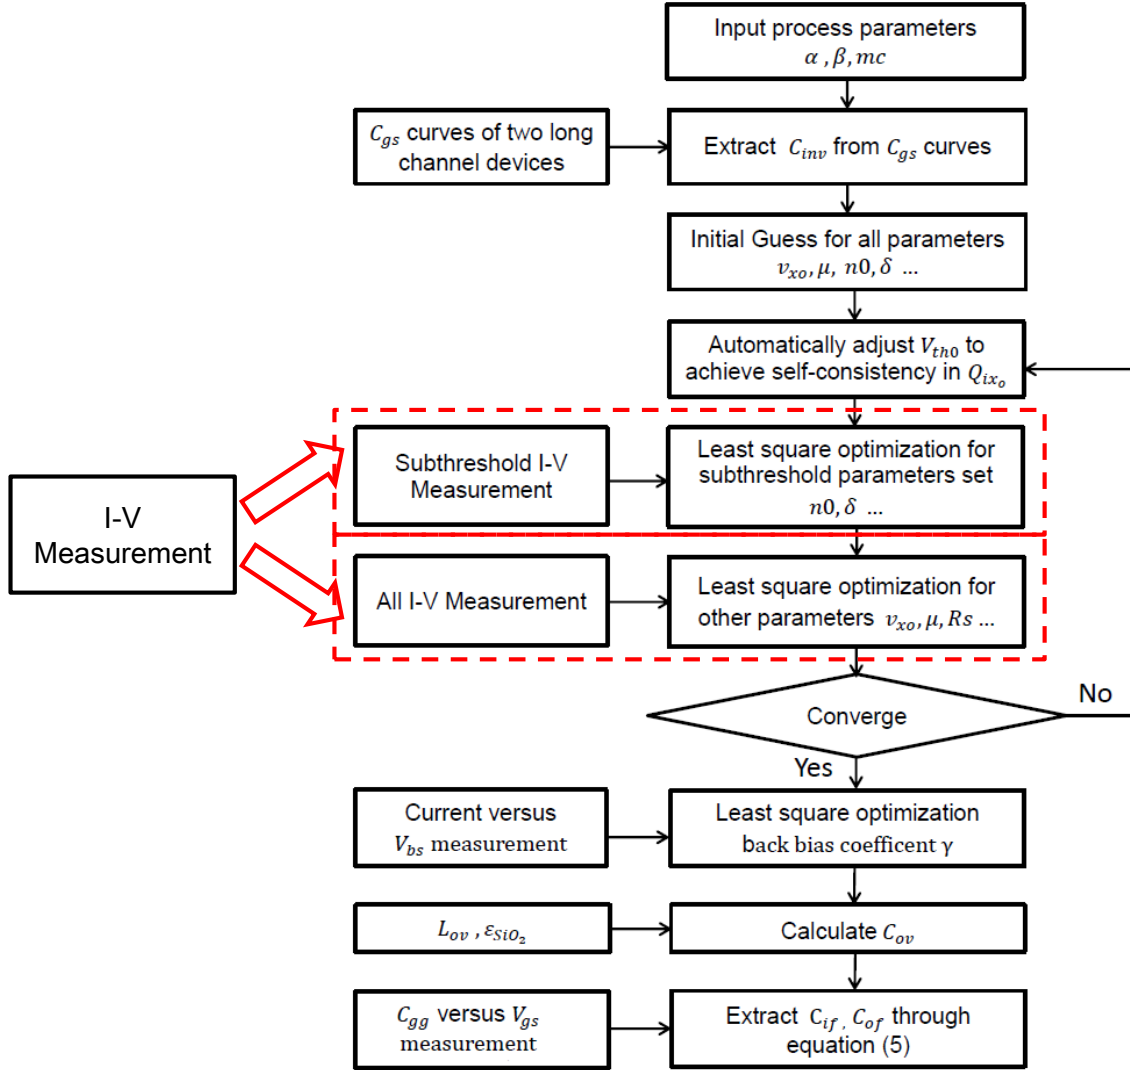 Input process parameters
α , β, mc
C_gs curves of two long
channel devices
Extract C_inv from C_gs curves
Initial Guess for all parameters
v_xo, μ, n0, δ ...
Automatically adjust V_th0 to
achieve self-consistency in Q_ix_o
I-V
Measurement
Subthreshold I-V
Measurement
Least square optimization for
subthreshold parameters set
n0, δ ...
All I-V Measurement
Least square optimization for
other parameters v_xo, μ, Rs ...
Converge
No
Yes
Current versus
V_bs measurement
Least square optimization
back bias coefficent γ
L_ov , ε_SiO₂
Calculate C_ov
C_gg versus V_gs
measurement
Extract C_if, C_of through
equation (5)